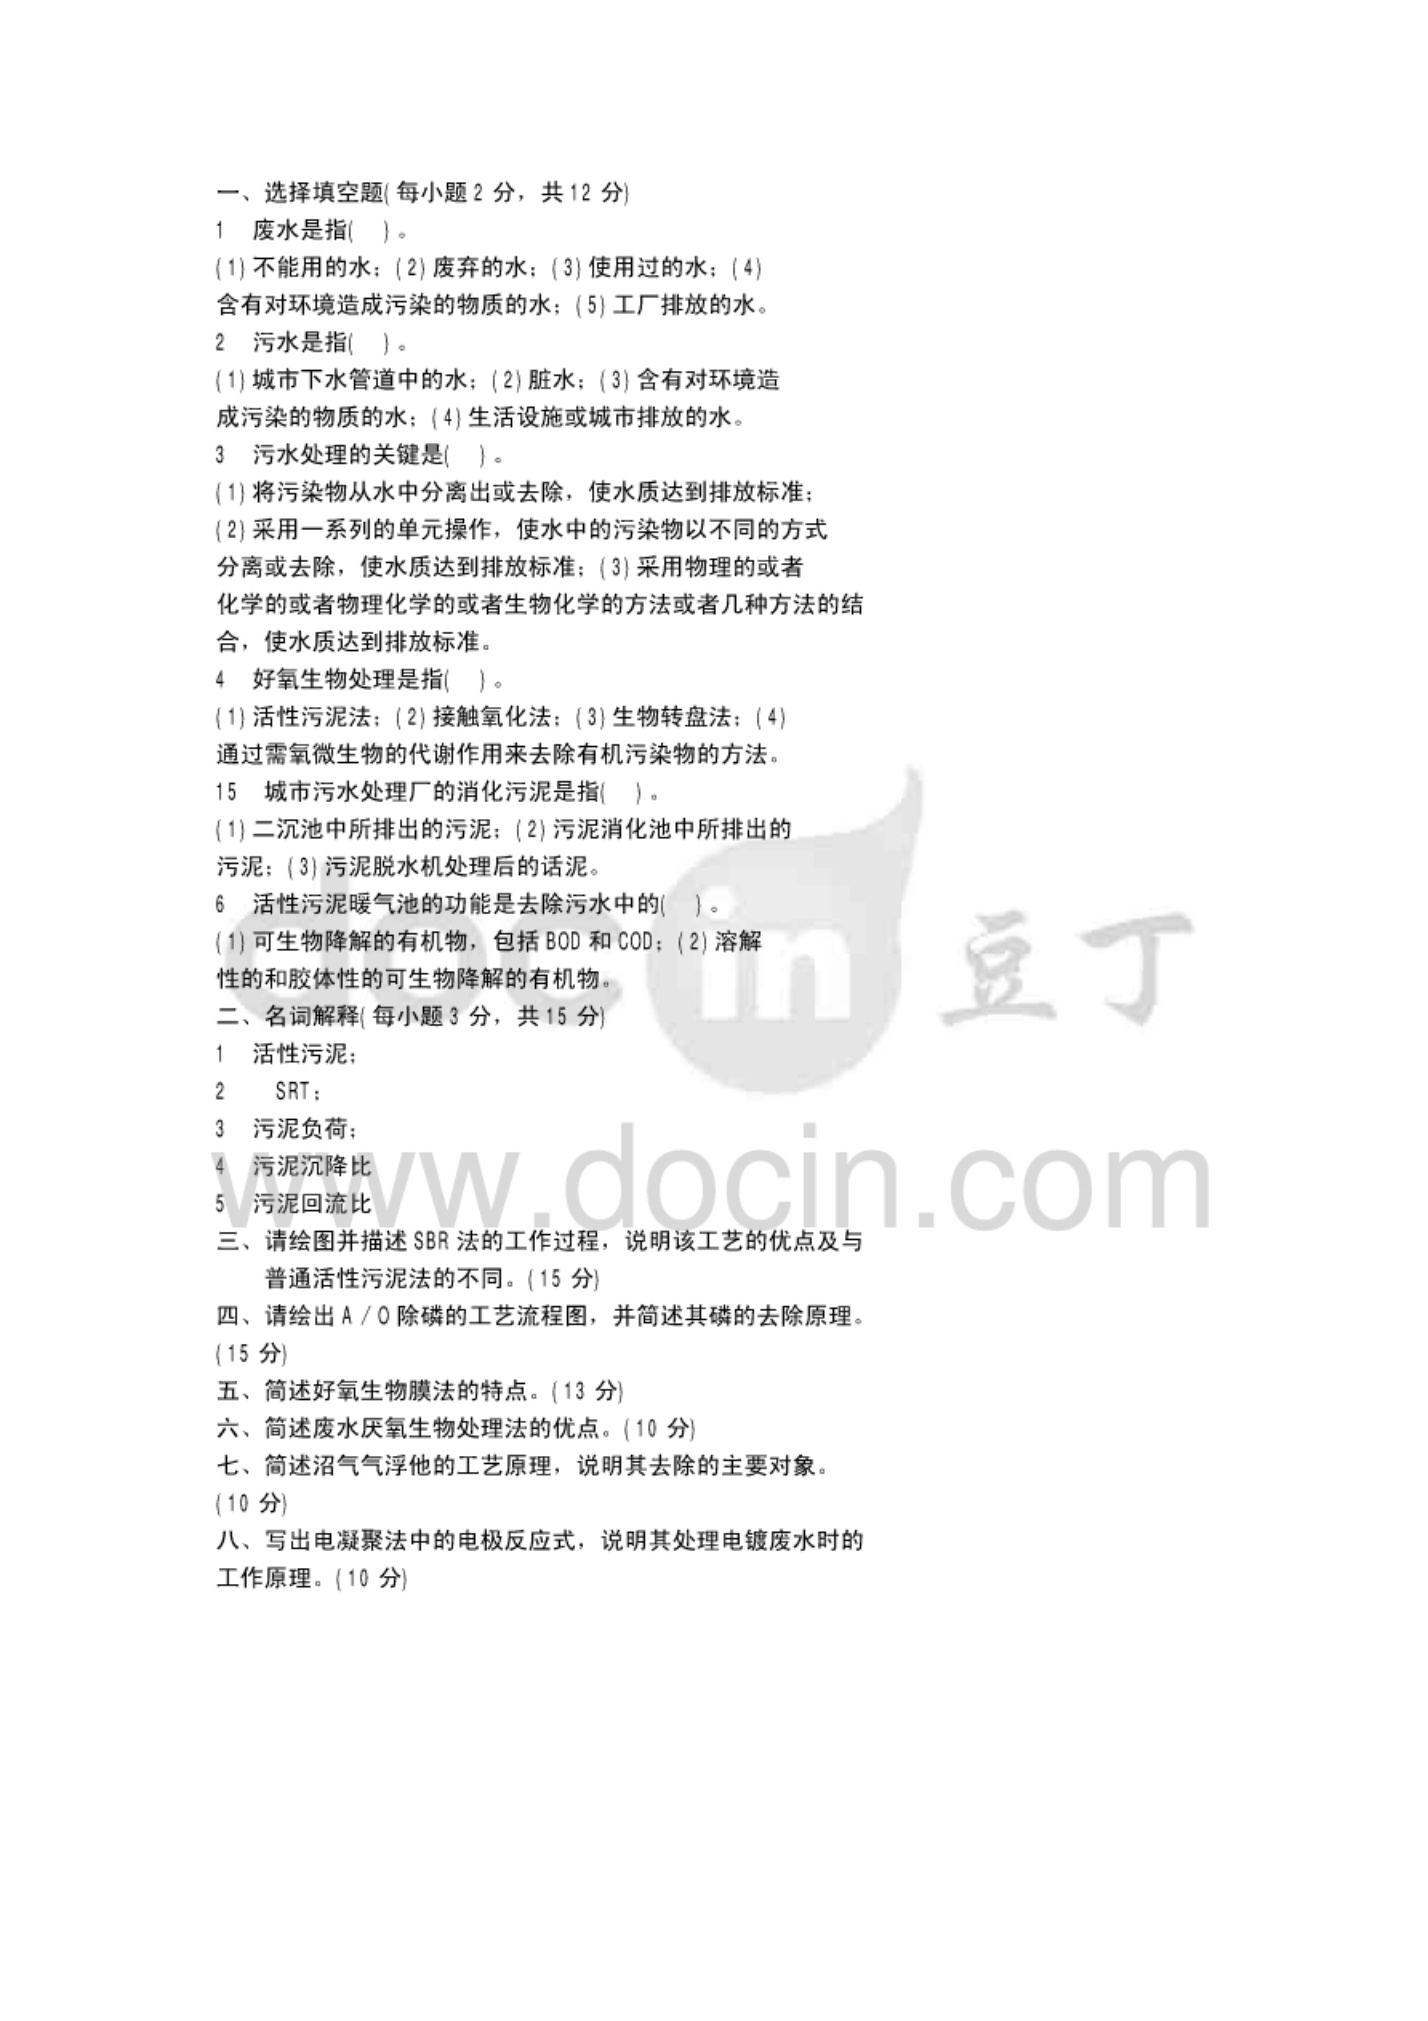 一、选择填空题( 每小题 2 分，共 12 分)
1 废水是指(  ) 。
(1) 不能用的水；(2) 废弃的水；(3) 使用过的水；(4)
含有对环境造成污染的物质的水；(5) 工厂排放的水。
2 污水是指(  ) 。
(1) 城市下水管道中的水；(2) 脏水；(3) 含有对环境造
成污染的物质的水；(4) 生活设施或城市排放的水。
3 污水处理的关键是(  ) 。
(1) 将污染物从水中分离出或去除，使水质达到排放标准；
(2) 采用一系列的单元操作，使水中的污染物以不同的方式
分离或去除，使水质达到排放标准；(3) 采用物理的或者
化学的或者物理化学的或者生物化学的方法或者几种方法的结
合，使水质达到排放标准。
4 好氧生物处理是指(  ) 。
(1) 活性污泥法；(2) 接触氧化法；(3) 生物转盘法；(4)
通过需氧微生物的代谢作用来去除有机污染物的方法。
15 城市污水处理厂的消化污泥是指(  ) 。
(1) 二沉池中所排出的污泥；(2) 污泥消化池中所排出的
污泥；(3) 污泥脱水机处理后的话泥。
6 活性污泥暖气池的功能是去除污水中的(  ) 。
(1) 可生物降解的有机物，包括 BOD 和 COD；(2) 溶解
性的和胶体性的可生物降解的有机物。
二、名词解释( 每小题 3 分，共 15 分)
1 活性污泥；
2 SRT；
3 污泥负荷；
4 污泥沉降比
5 污泥回流比
三、请绘图并描述 SBR 法的工作过程，说明该工艺的优点及与
普通活性污泥法的不同。(15 分)
四、请绘出 A／O 除磷的工艺流程图，并简述其磷的去除原理。
(15 分)
五、简述好氧生物膜法的特点。(13 分)
六、简述废水厌氧生物处理法的优点。(10 分)
七、简述沼气气浮他的工艺原理，说明其去除的主要对象。
(10 分)
八、写出电凝聚法中的电极反应式，说明其处理电镀废水时的
工作原理。(10 分)
docin 豆丁
www.docin.com